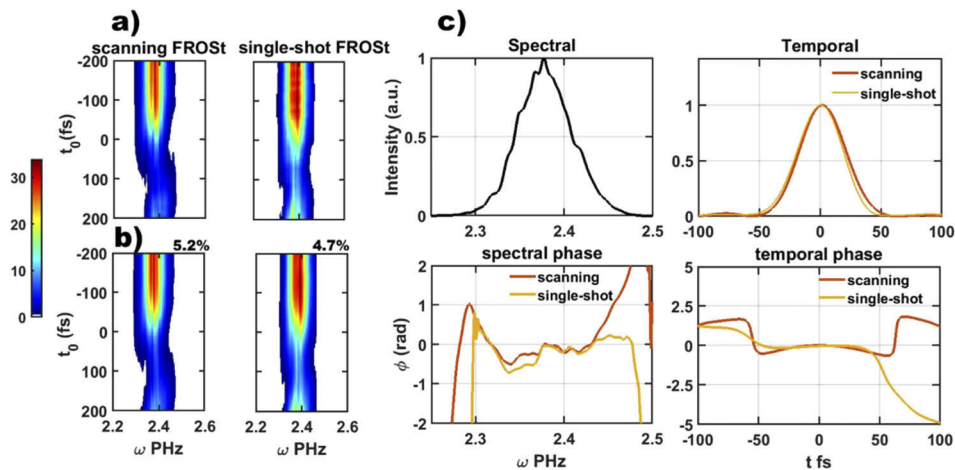 a)
scanning FROSt
single-shot FROSt
-200
-100
0
100
200
t0(fs)
30
20
10
0
b)
5.2%
4.7%
-200
-100
0
100
200
t0 (fs)
2.2 2.4 2.6
2.2 2.4 2.6
ω PHz
ω PHz
c)
Spectral
1
0.5
0
Intensity (a.u.)
2.3 2.4 2.5
Temporal
scanning
single-shot
1
0.5
0
-100 -50 0 50 100
spectral phase
scanning
single-shot
2
1
0
-1
-2
ϕ (rad)
2.3 2.4 2.5
ω PHz
temporal phase
scanning
single-shot
5
2.5
0
-2.5
-5
-100 -50 0 50 100
t fs